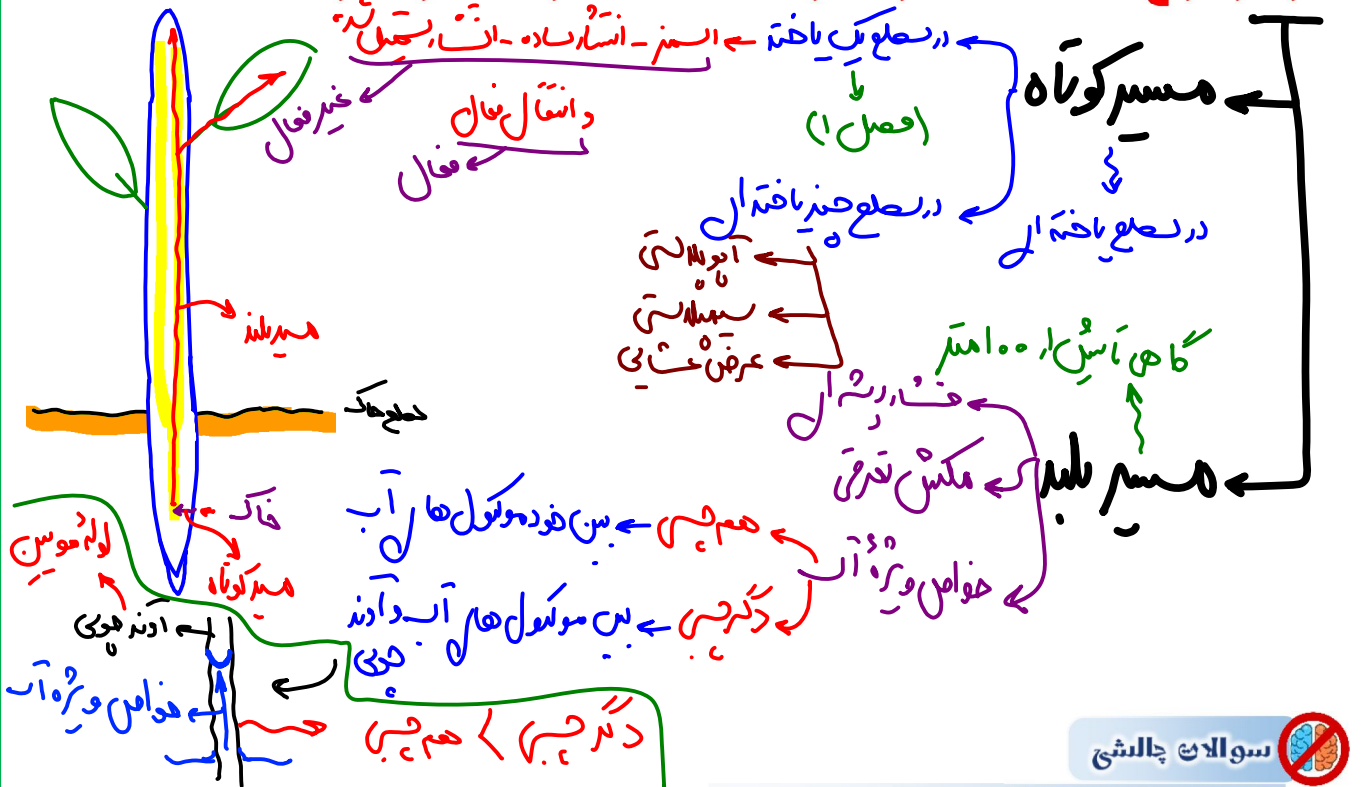 مسیر کوتاه
در سطح یاخته ای
در سطح یک یاخته
(فصل ۱)
اسمز - انتشار ساده - انتشار تسهیل شده
غیر فعال
و انتقال فعال
فعال
در سطح چند یاخته ای
آپوپلاستی
سیمپلاستی
عرض غشایی
مسیر بلند
گاهی تا بیش از ۱۰۰ متر
فشار ریشه ای
مکش تعرقی
خواص ویژه آب
هم چسبی
بین خود مولکول های آب
دگرچسبی
بین مولکول های آب و آوند چوبی
مسیر بلند
سطح خاک
خاک
مسیر کوتاه
لوله مویین
آوند چوبی
خواص ویژه آب
دگرچسبی > هم چسبی
سوالات چالشی